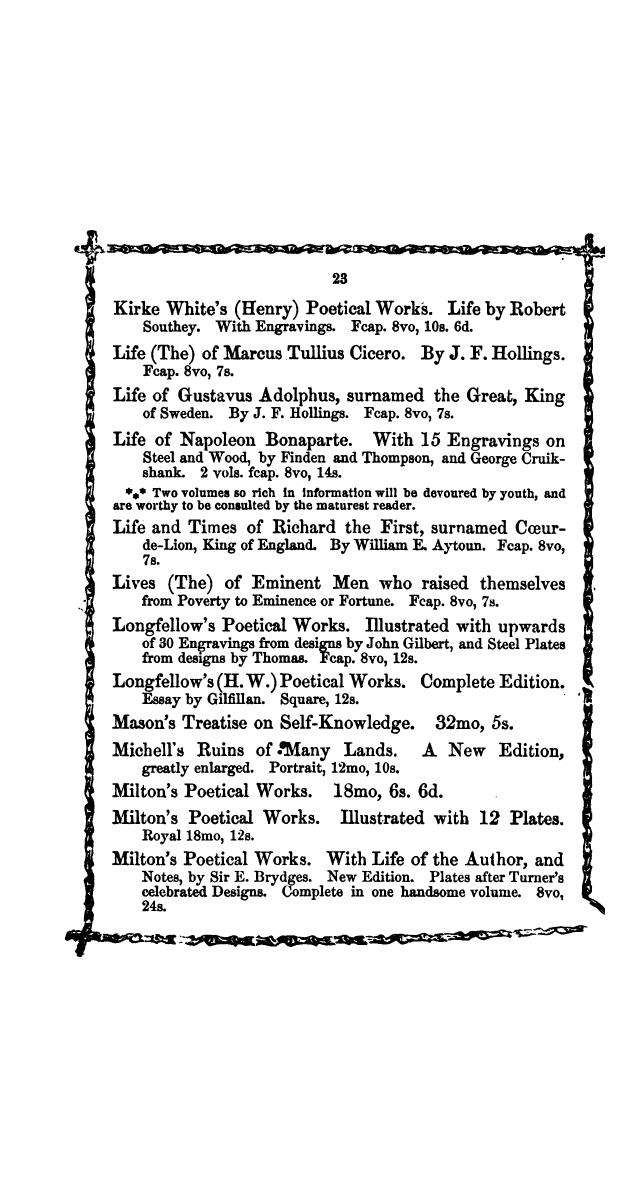 23
Kirke White's (Henry) Poetical Works. Life by Robert
Southey. With Engravings. Fcap. 8vo, 10s. 6d.
Life (The) of Marcus Tullius Cicero. By J. F. Hollings.
Fcap. 8vo, 7s.
Life of Gustavus Adolphus, surnamed the Great, King
of Sweden. By J. F. Hollings. Fcap. 8vo, 7s.
Life of Napoleon Bonaparte. With 15 Engravings on
Steel and Wood, by Finden and Thompson, and George Cruik-
shank. 2 vols. fcap. 8vo, 14s.
*⁎* Two volumes so rich in information will be devoured by youth, and
are worthy to be consulted by the maturest reader.
Life and Times of Richard the First, surnamed Cœur-
de-Lion, King of England. By William E. Aytoun. Fcap. 8vo,
7s.
Lives (The) of Eminent Men who raised themselves
from Poverty to Eminence or Fortune. Fcap. 8vo, 7s.
Longfellow's Poetical Works. Illustrated with upwards
of 30 Engravings from designs by John Gilbert, and Steel Plates
from designs by Thomas. Fcap. 8vo, 12s.
Longfellow's (H. W.) Poetical Works. Complete Edition.
Essay by Gilfillan. Square, 12s.
Mason's Treatise on Self-Knowledge. 32mo, 5s.
Michell's Ruins of Many Lands. A New Edition,
greatly enlarged. Portrait, 12mo, 10s.
Milton's Poetical Works. 18mo, 6s. 6d.
Milton's Poetical Works. Illustrated with 12 Plates.
Royal 18mo, 12s.
Milton's Poetical Works. With Life of the Author, and
Notes, by Sir E. Brydges. New Edition. Plates after Turner's
celebrated Designs. Complete in one handsome volume. 8vo,
24s.